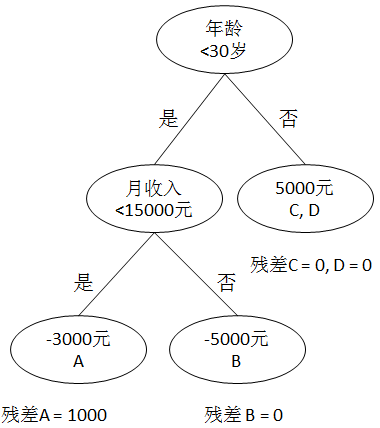 年龄
<30岁
是
否
月收入
<15000元
5000元
C, D
残差C = 0, D = 0
是
否
-3000元
A
-5000元
B
残差A = 1000
残差 B = 0